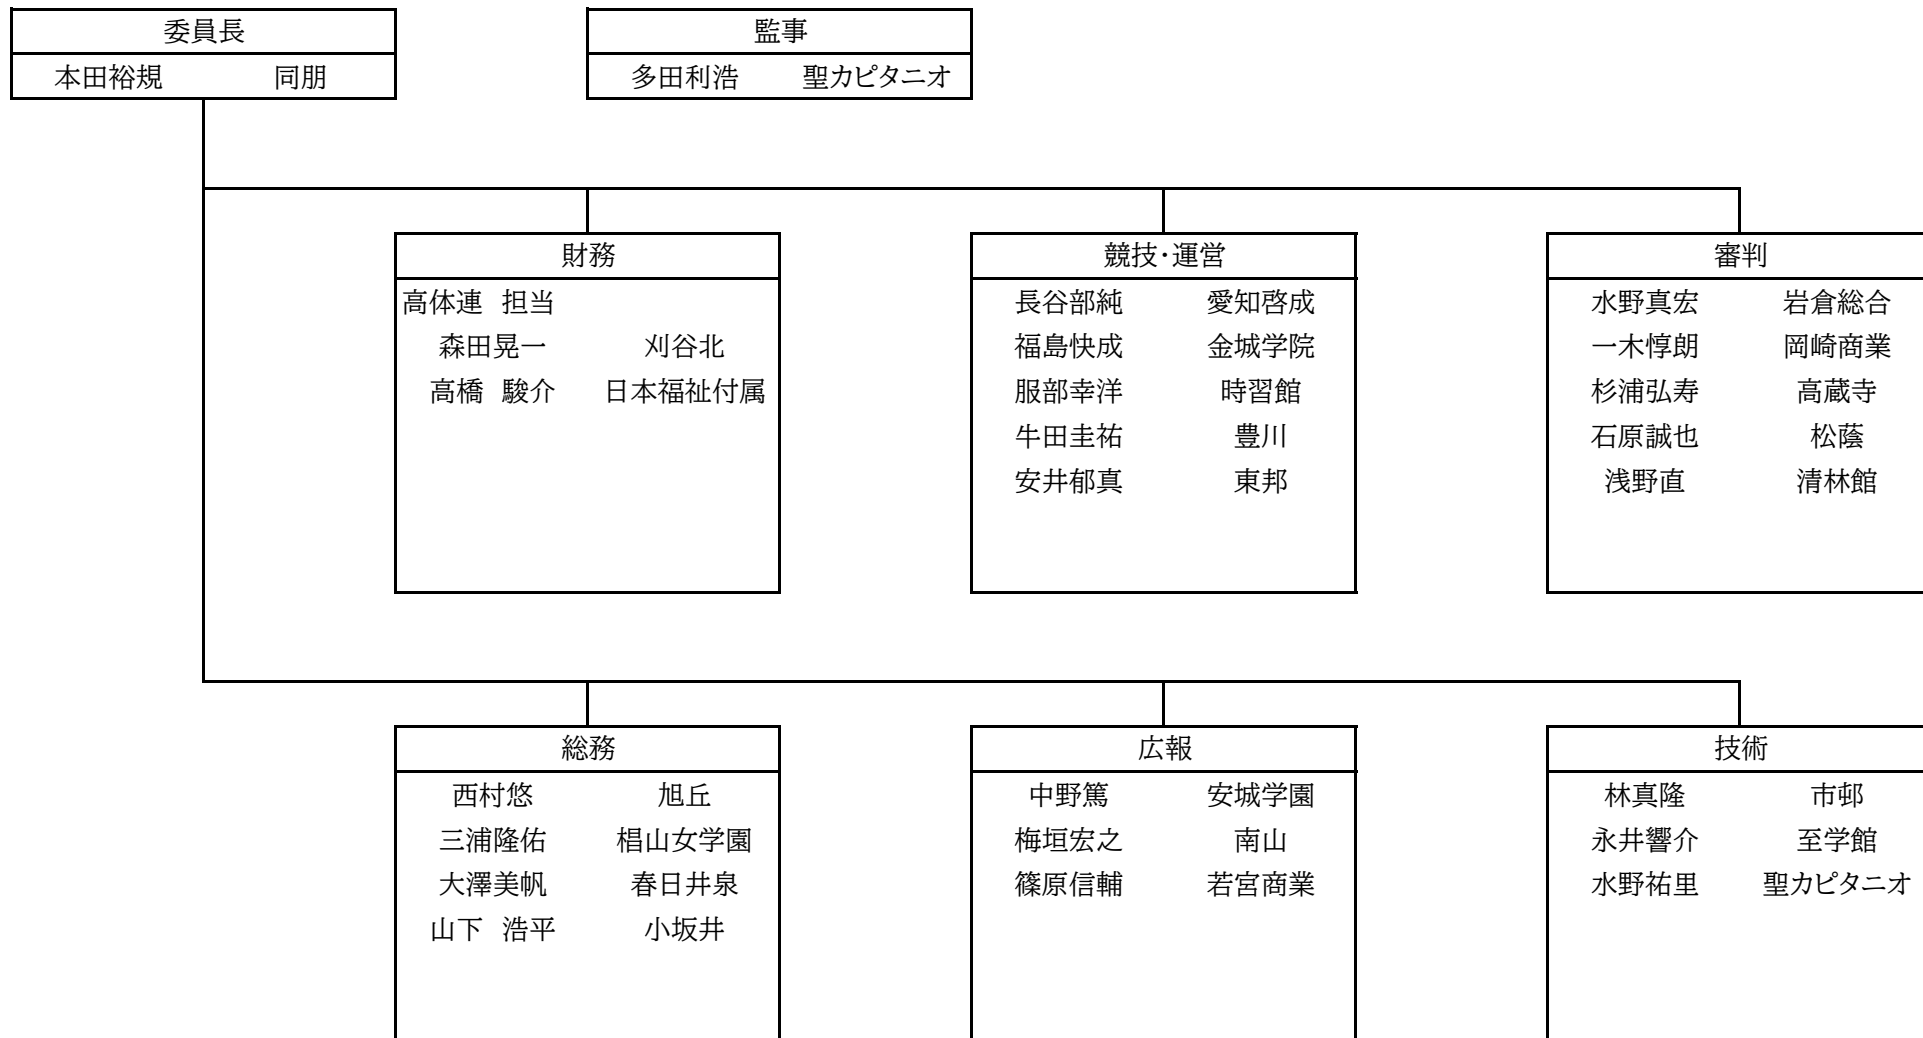 委員長
本田裕規 同朋
監事
多田利浩 聖カピタニオ
財務
高体連 担当
森田晃一 刈谷北
高橋 駿介 日本福祉付属
競技・運営
長谷部純 愛知啓成
福島快成 金城学院
服部幸洋 時習館
牛田圭祐 豊川
安井郁真 東邦
審判
水野真宏 岩倉総合
一木惇朗 岡崎商業
杉浦弘寿 高蔵寺
石原誠也 松蔭
浅野直 清林館
総務
西村悠 旭丘
三浦隆佑 椙山女学園
大澤美帆 春日井泉
山下 浩平 小坂井
広報
中野篤 安城学園
梅垣宏之 南山
篠原信輔 若宮商業
技術
林真隆 市邨
永井響介 至学館
水野祐里 聖カピタニオ